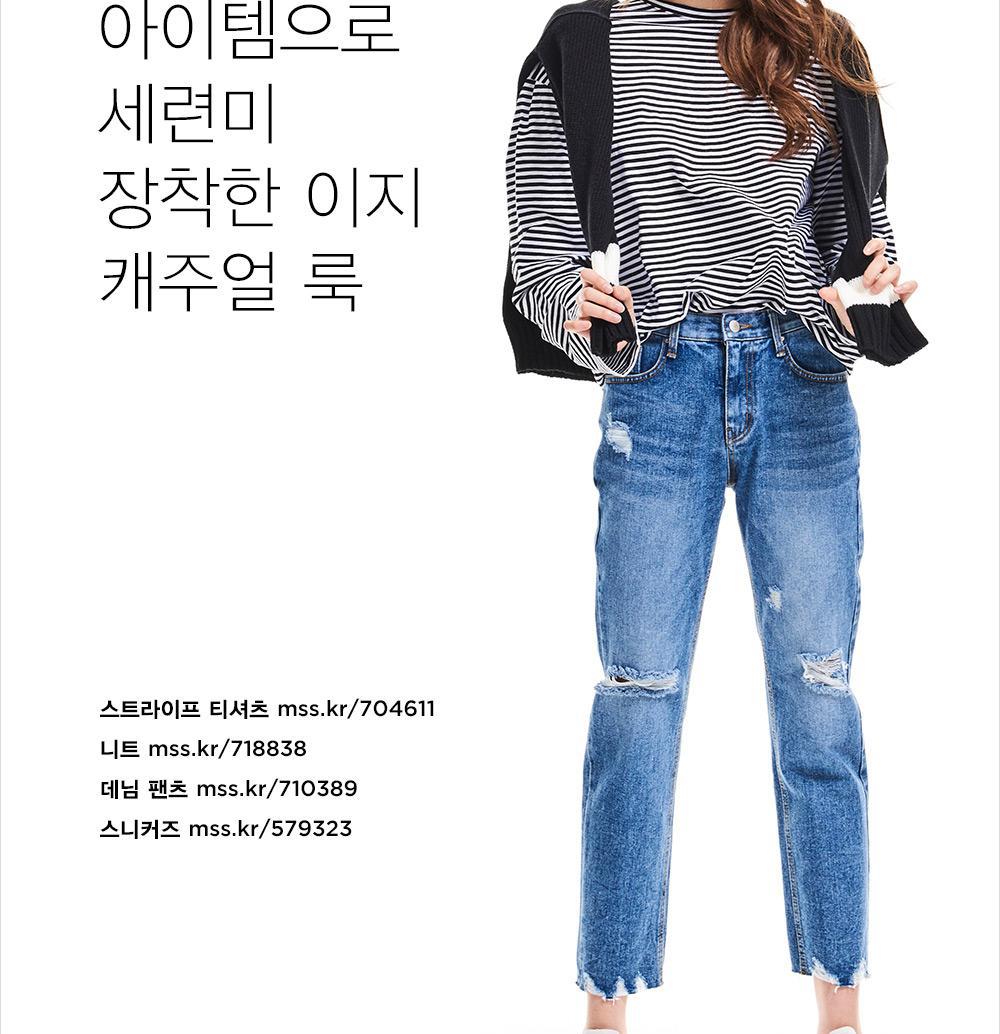 아이템으로
세련미
장착한 이지
캐주얼 룩
스트라이프 티셔츠 mss.kr/704611
니트 mss.kr/718838
데님 팬츠 mss.kr/710389
스니커즈 mss.kr/579323